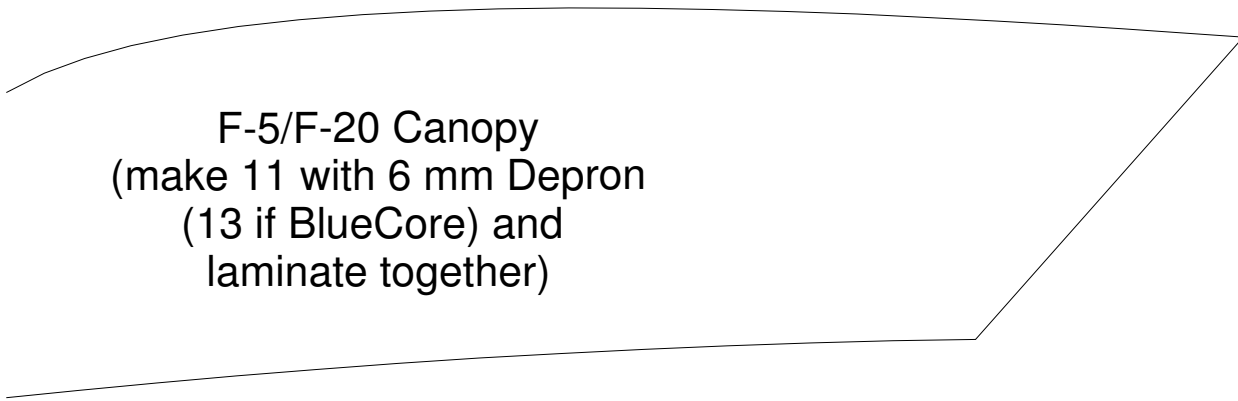 F-5/F-20 Canopy
(make 11 with 6 mm Depron
(13 if BlueCore) and
laminate together)